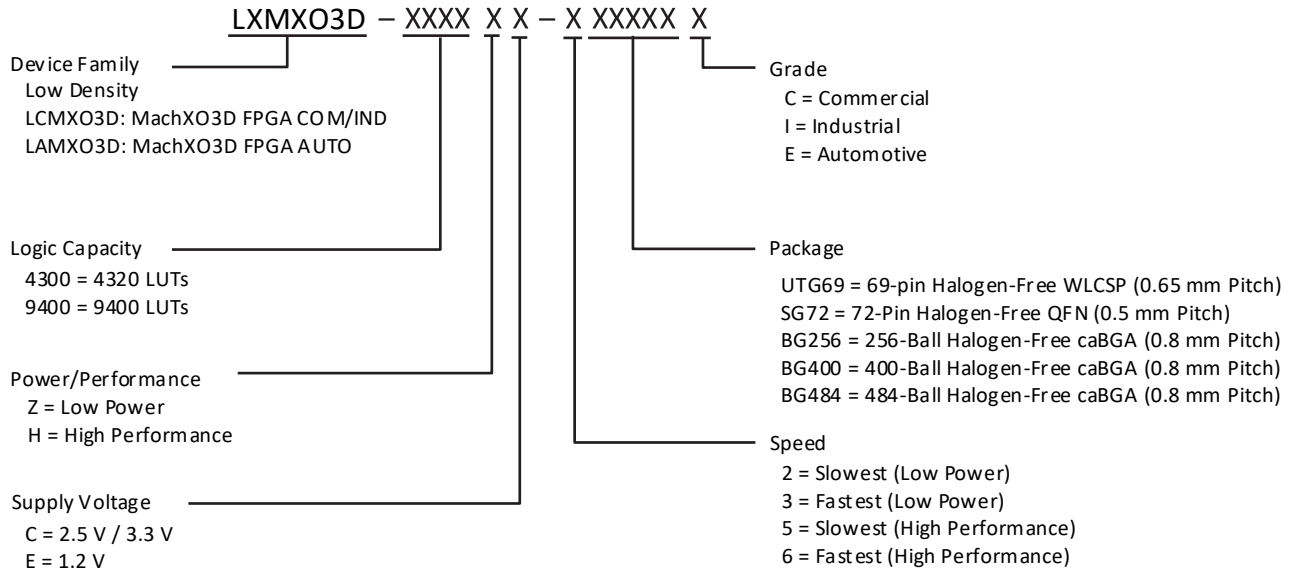 LXMXO3D – XXXX X X – X XXXXX X
Device Family
Low Density
LCMXO3D: MachXO3D FPGA COM/IND
LAMXO3D: MachXO3D FPGA AUTO
Logic Capacity
4300 = 4320 LUTs
9400 = 9400 LUTs
Power/Performance
Z = Low Power
H = High Performance
Supply Voltage
C = 2.5 V / 3.3 V
E = 1.2 V
Grade
C = Commercial
I = Industrial
E = Automotive
Package
UTG69 = 69-pin Halogen-Free WLCSP (0.65 mm Pitch)
SG72 = 72-Pin Halogen-Free QFN (0.5 mm Pitch)
BG256 = 256-Ball Halogen-Free caBGA (0.8 mm Pitch)
BG400 = 400-Ball Halogen-Free caBGA (0.8 mm Pitch)
BG484 = 484-Ball Halogen-Free caBGA (0.8 mm Pitch)
Speed
2 = Slowest (Low Power)
3 = Fastest (Low Power)
5 = Slowest (High Performance)
6 = Fastest (High Performance)